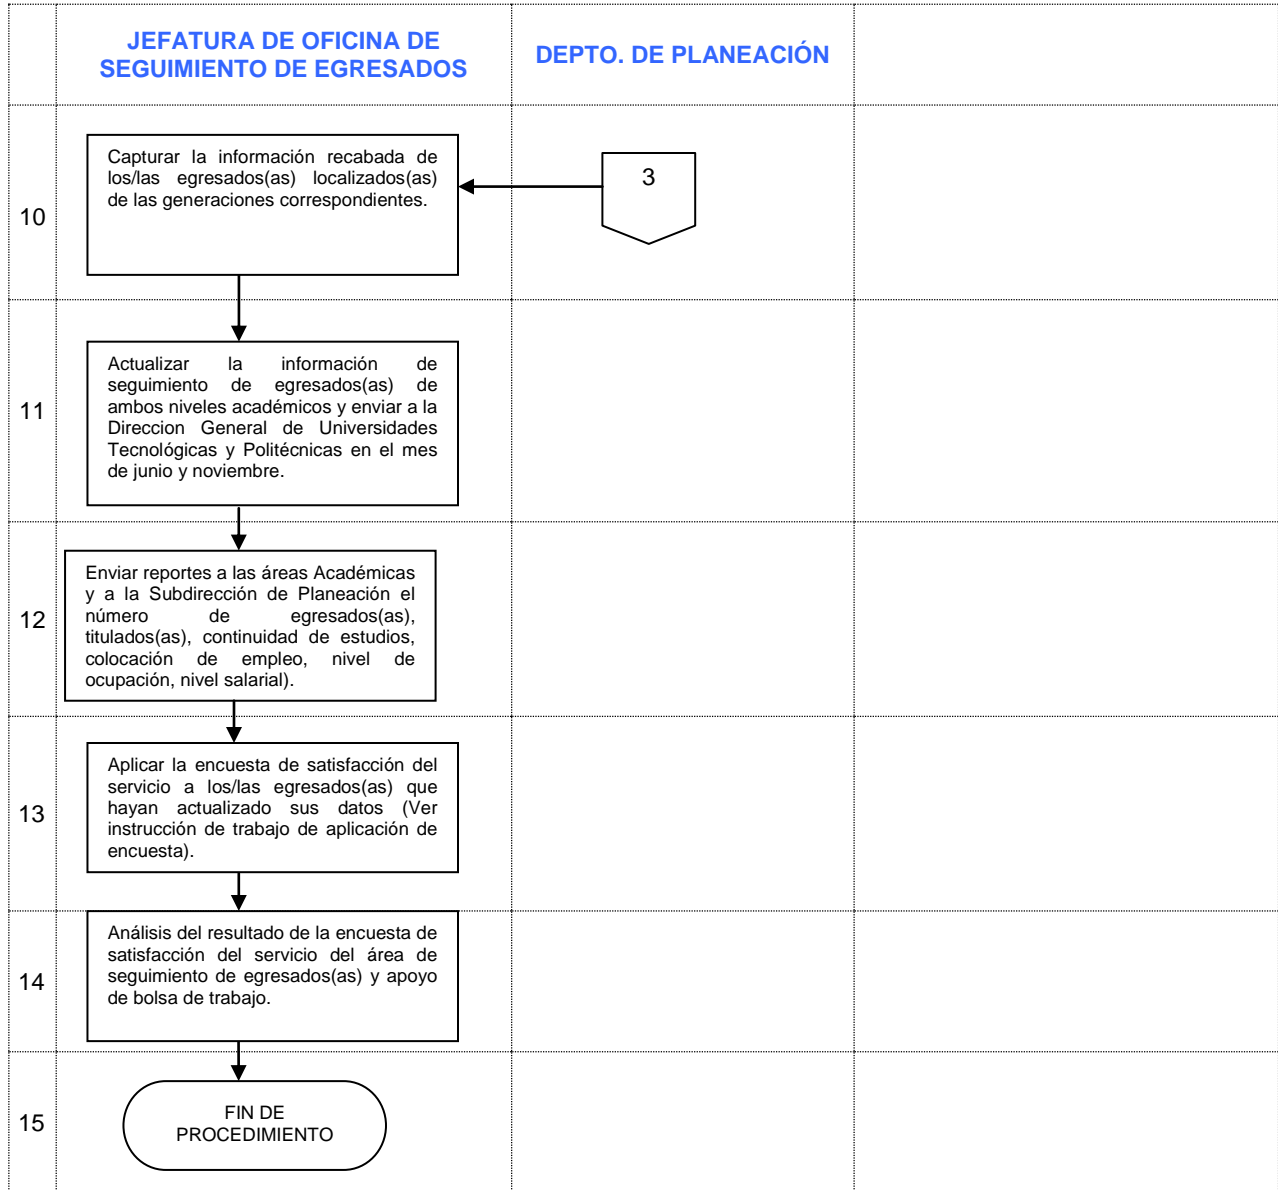 JEFATURA DE OFICINA DE
SEGUIMIENTO DE EGRESADOS
DEPTO. DE PLANEACIÓN
10
Capturar la información recabada de
los/las egresados(as) localizados(as)
de las generaciones correspondientes.
3
11
Actualizar la información de
seguimiento de egresados(as) de
ambos niveles académicos y enviar a la
Direccion General de Universidades
Tecnológicas y Politécnicas en el mes
de junio y noviembre.
12
Enviar reportes a las áreas Académicas
y a la Subdirección de Planeación el
número de egresados(as),
titulados(as), continuidad de estudios,
colocación de empleo, nivel de
ocupación, nivel salarial).
13
Aplicar la encuesta de satisfacción del
servicio a los/las egresados(as) que
hayan actualizado sus datos (Ver
instrucción de trabajo de aplicación de
encuesta).
14
Análisis del resultado de la encuesta de
satisfacción del servicio del área de
seguimiento de egresados(as) y apoyo
de bolsa de trabajo.
15
FIN DE
PROCEDIMIENTO